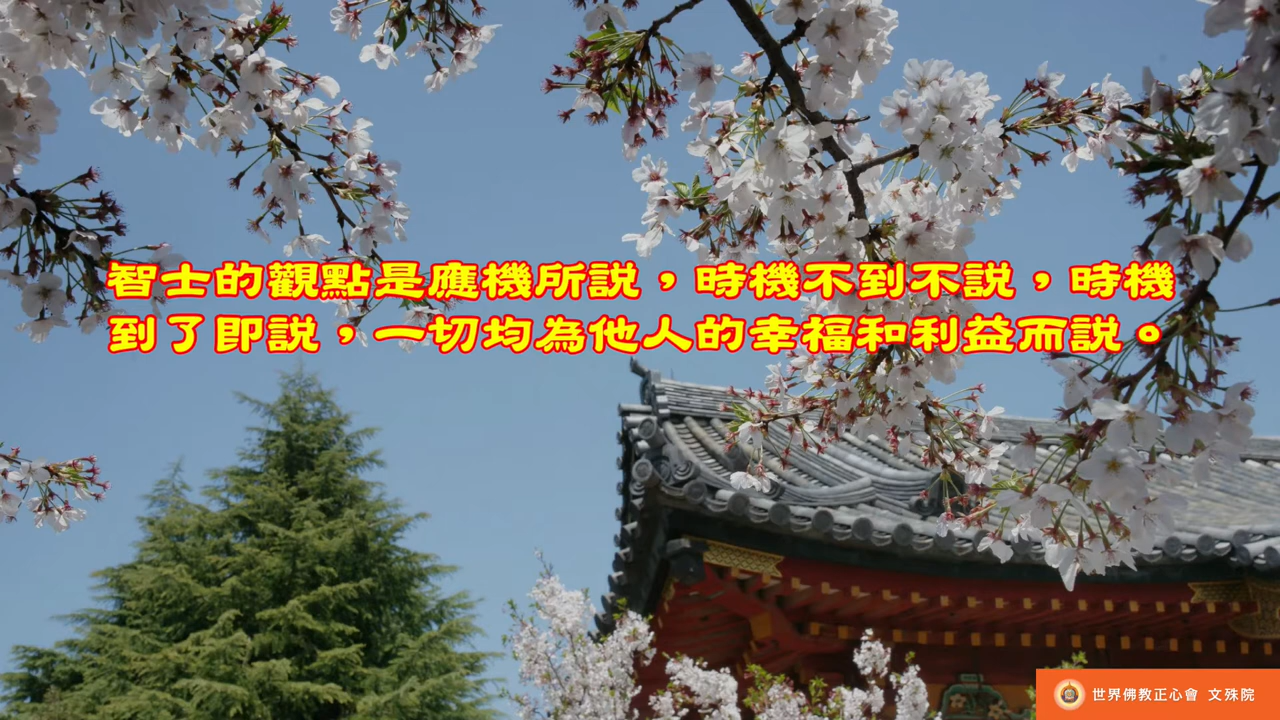 智士的觀點是應機所説，時機不到不説，時機
到了即説，一切均為他人的幸福和利益而説。
世界佛教正心會 文殊院